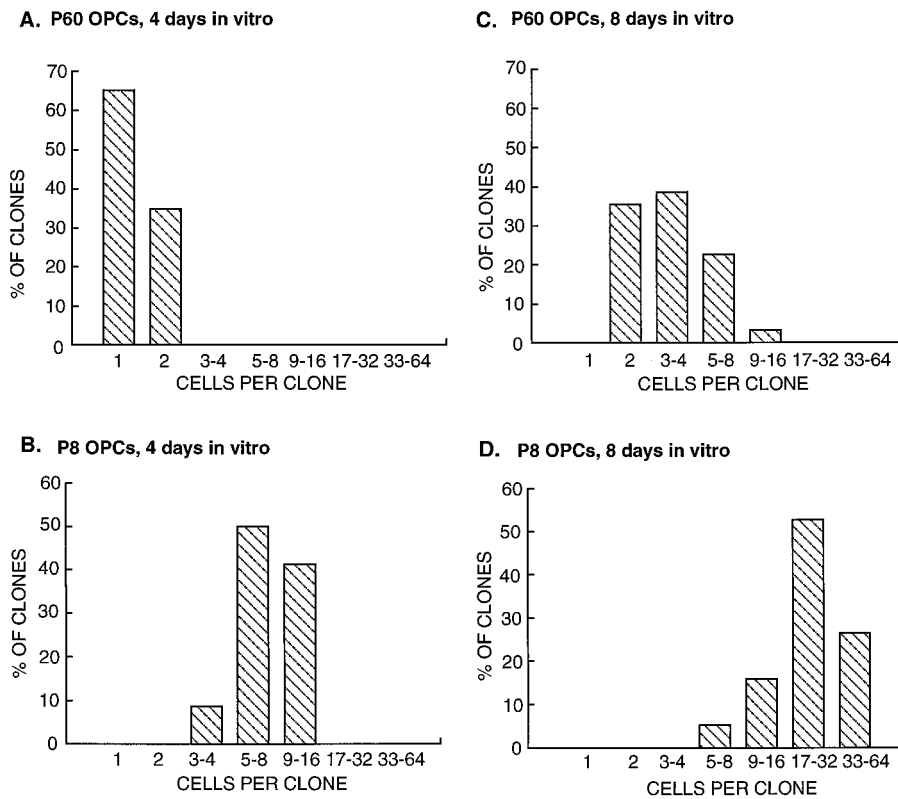 A. P60 OPCs, 4 days in vitro
70
60
50
40
30
20
10
0
% OF CLONES
1 2 3-4 5-8 9-16 17-32 33-64
CELLS PER CLONE
C. P60 OPCs, 8 days in vitro
70
60
50
40
30
20
10
0
% OF CLONES
1 2 3-4 5-8 9-16 17-32 33-64
CELLS PER CLONE
B. P8 OPCs, 4 days in vitro
60
50
40
30
20
10
0
% OF CLONES
1 2 3-4 5-8 9-16 17-32 33-64
CELLS PER CLONE
D. P8 OPCs, 8 days in vitro
60
50
40
30
20
10
0
% OF CLONES
1 2 3-4 5-8 9-16 17-32 33-64
CELLS PER CLONE